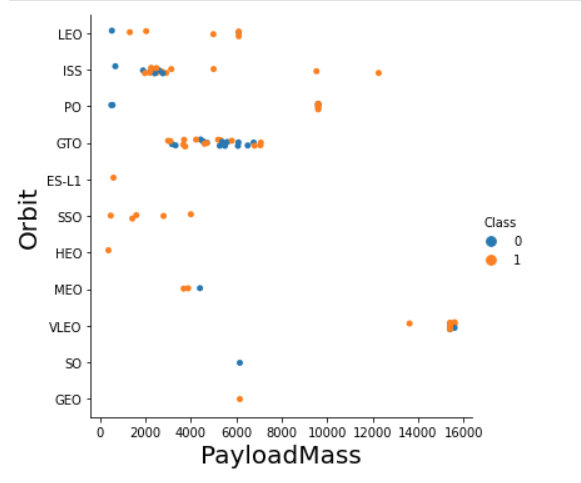 LEO
ISS
PO
GTO
ES-L1
SSO
HEO
MEO
VLEO
SO
GEO
Orbit
0 2000 4000 6000 8000 10000 12000 14000 16000
PayloadMass
Class
0
1